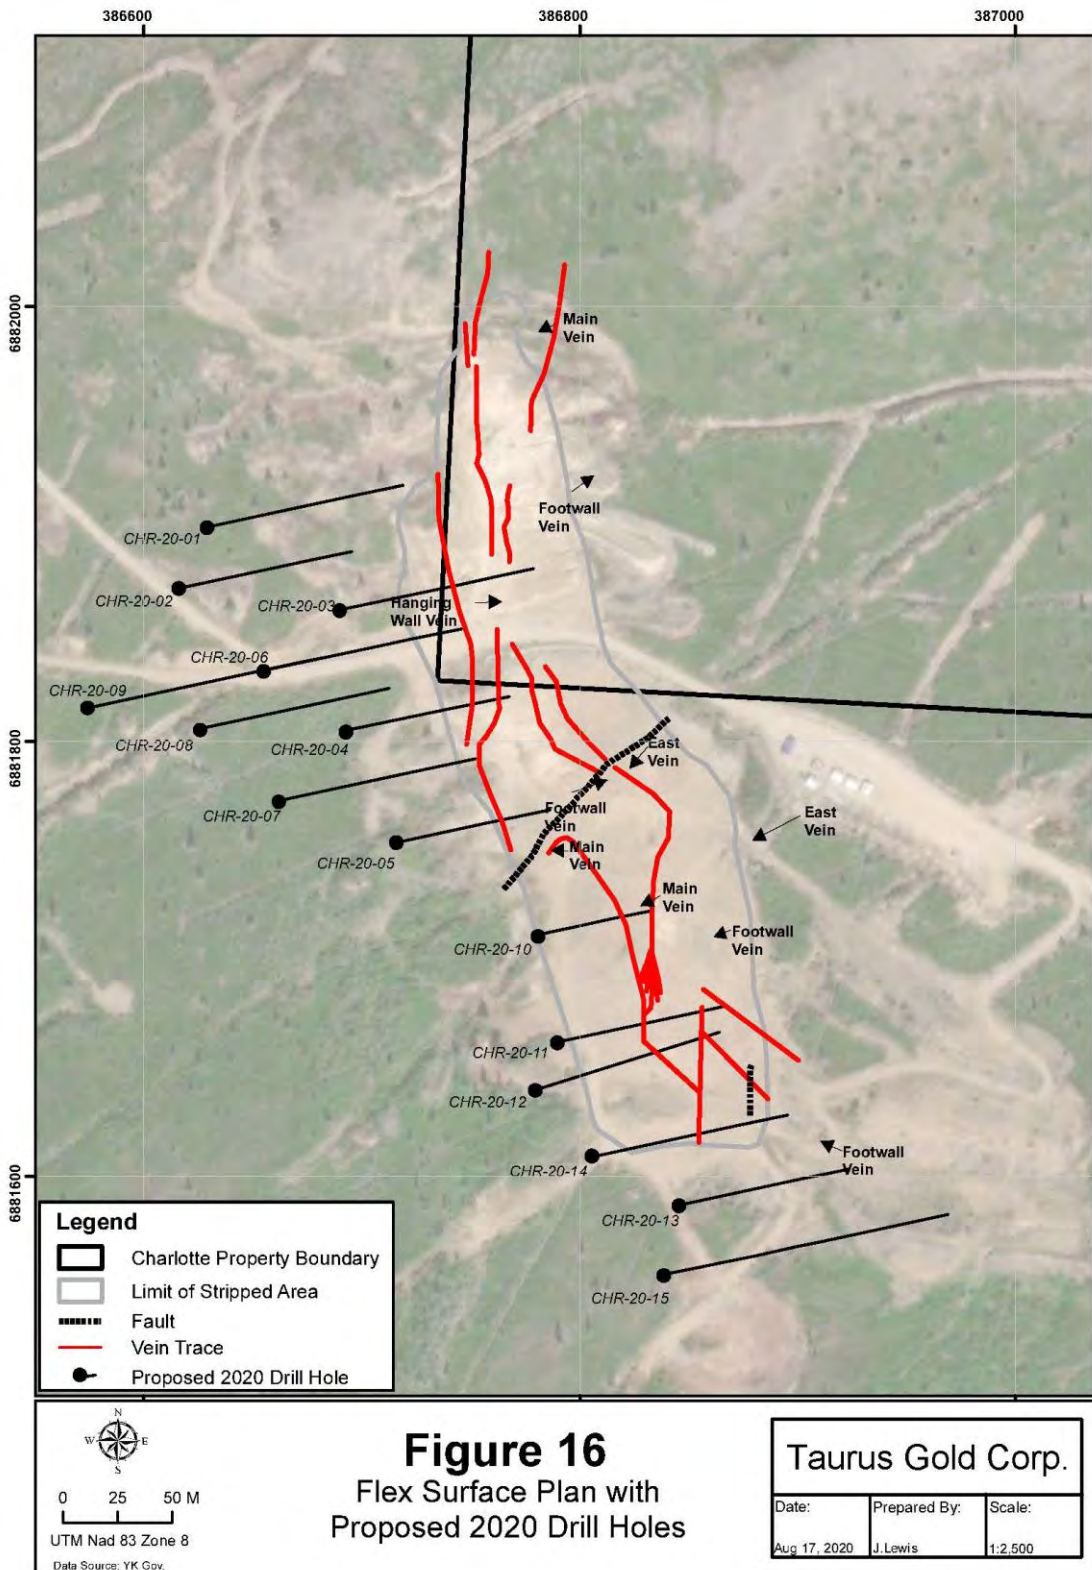 386600
386800
387000
6882000
Main
Vein
Footwall
Vein
CHR-20-01
CHR-20-02
CHR-20-03
Hanging
Wall Vein
CHR-20-06
CHR-20-09
CHR-20-08
CHR-20-04
6881800
East
Vein
CHR-20-07
Footwall
Vein
East
Vein
CHR-20-05
Main
Vein
Main
Vein
CHR-20-10
Footwall
Vein
CHR-20-11
CHR-20-12
CHR-20-14
Footwall
Vein
6881600
CHR-20-13
CHR-20-15
Legend
Charlotte Property Boundary
Limit of Stripped Area
Fault
Vein Trace
Proposed 2020 Drill Hole
N
W E
S
0 25 50 M
UTM Nad 83 Zone 8
Data Source: YK Gov.
Figure 16
Flex Surface Plan with
Proposed 2020 Drill Holes
Taurus Gold Corp.
Date: Prepared By: Scale:
Aug 17, 2020 J.Lewis 1:2,500